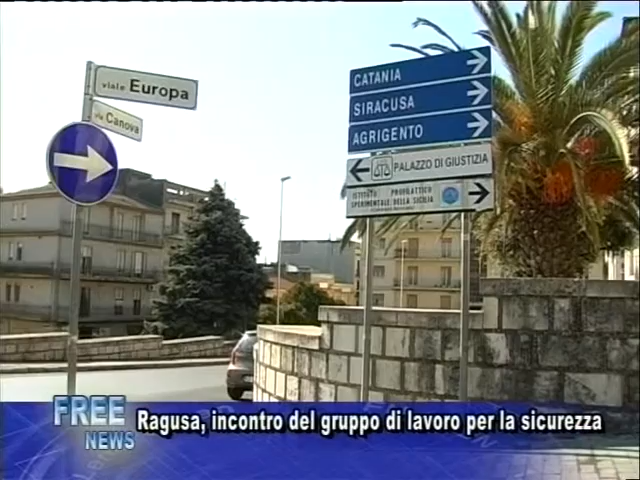 viale Europa
via Canova
CATANIA
SIRACUSA
AGRIGENTO
PALAZZO DI GIUSTIZIA
ISTITUTO PROFILATTICO
SPERIMENTALE DELLA SICILIA
FREE
NEWS
Ragusa, incontro del gruppo di lavoro per la sicurezza